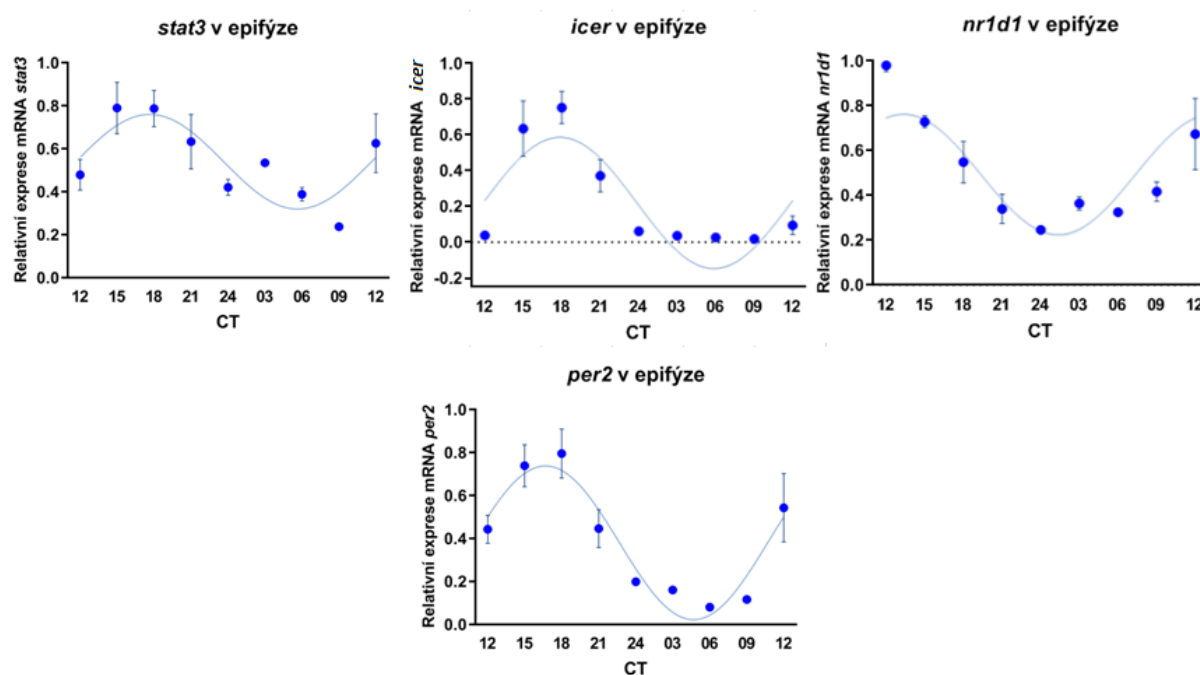 stat3 v epifýze
Relativní exprese mRNA stat3
1.0
0.8
0.6
0.4
0.2
0.0
12 15 18 21 24 03 06 09 12
CT
icer v epifýze
Relativní exprese mRNA icer
1.0
0.8
0.6
0.4
0.2
0.0
-0.2
12 15 18 21 24 03 06 09 12
CT
nr1d1 v epifýze
Relativní exprese mRNA nr1d1
1.0
0.8
0.6
0.4
0.2
0.0
12 15 18 21 24 03 06 09 12
CT
per2 v epifýze
Relativní exprese mRNA per2
1.0
0.8
0.6
0.4
0.2
0.0
12 15 18 21 24 03 06 09 12
CT